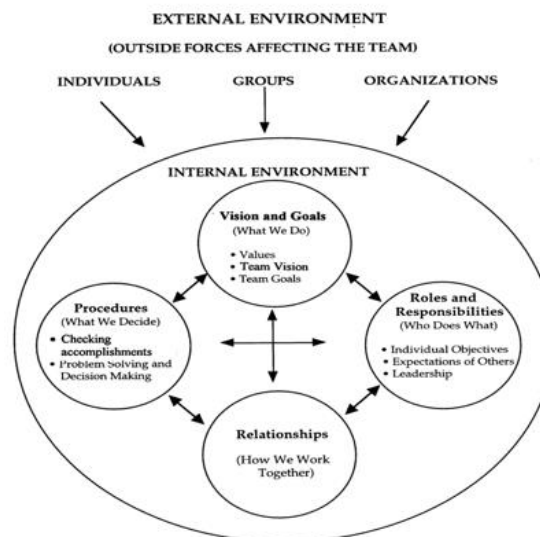 EXTERNAL ENVIRONMENT
(OUTSIDE FORCES AFFECTING THE TEAM)
INDIVIDUALS GROUPS ORGANIZATIONS
INTERNAL ENVIRONMENT
Vision and Goals
(What We Do)
• Values
• Team Vision
• Team Goals
Procedures
(What We Decide)
• Checking
accomplishments
• Problem Solving and
Decision Making
Roles and
Responsibilities
(Who Does What)
• Individual Objectives
• Expectations of Others
• Leadership
Relationships
(How We Work
Together)